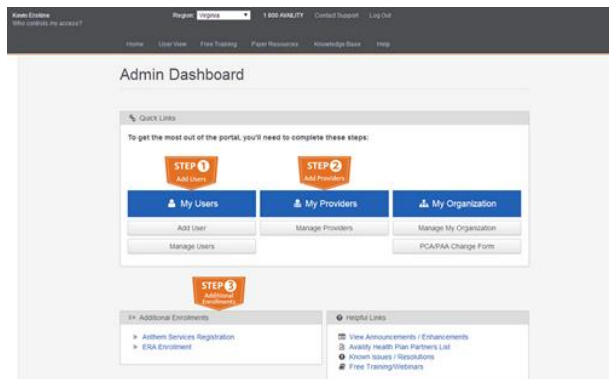 Kevin Erstine
Who controls my access?
Region: Virginia
1 800 AVAILITY
Contact Support
Log Out
Home
User View
Free Training
Payer Resources
Knowledge Base
Help
Admin Dashboard
Quick Links
To get the most out of the portal, you'll need to complete these steps:
STEP 1
Add Users
STEP 2
Add Providers
My Users
My Providers
My Organization
Add User
Manage Providers
Manage My Organization
Manage Users
PCA/PAA Change Form
STEP 3
Additional
Enrollments
Additional Enrollments
Anthem Services Registration
ERA Enrollment
Helpful Links
View Announcements / Enhancements
Availity Health Plan Partners List
Known Issues / Resolutions
Free Training/Webinars